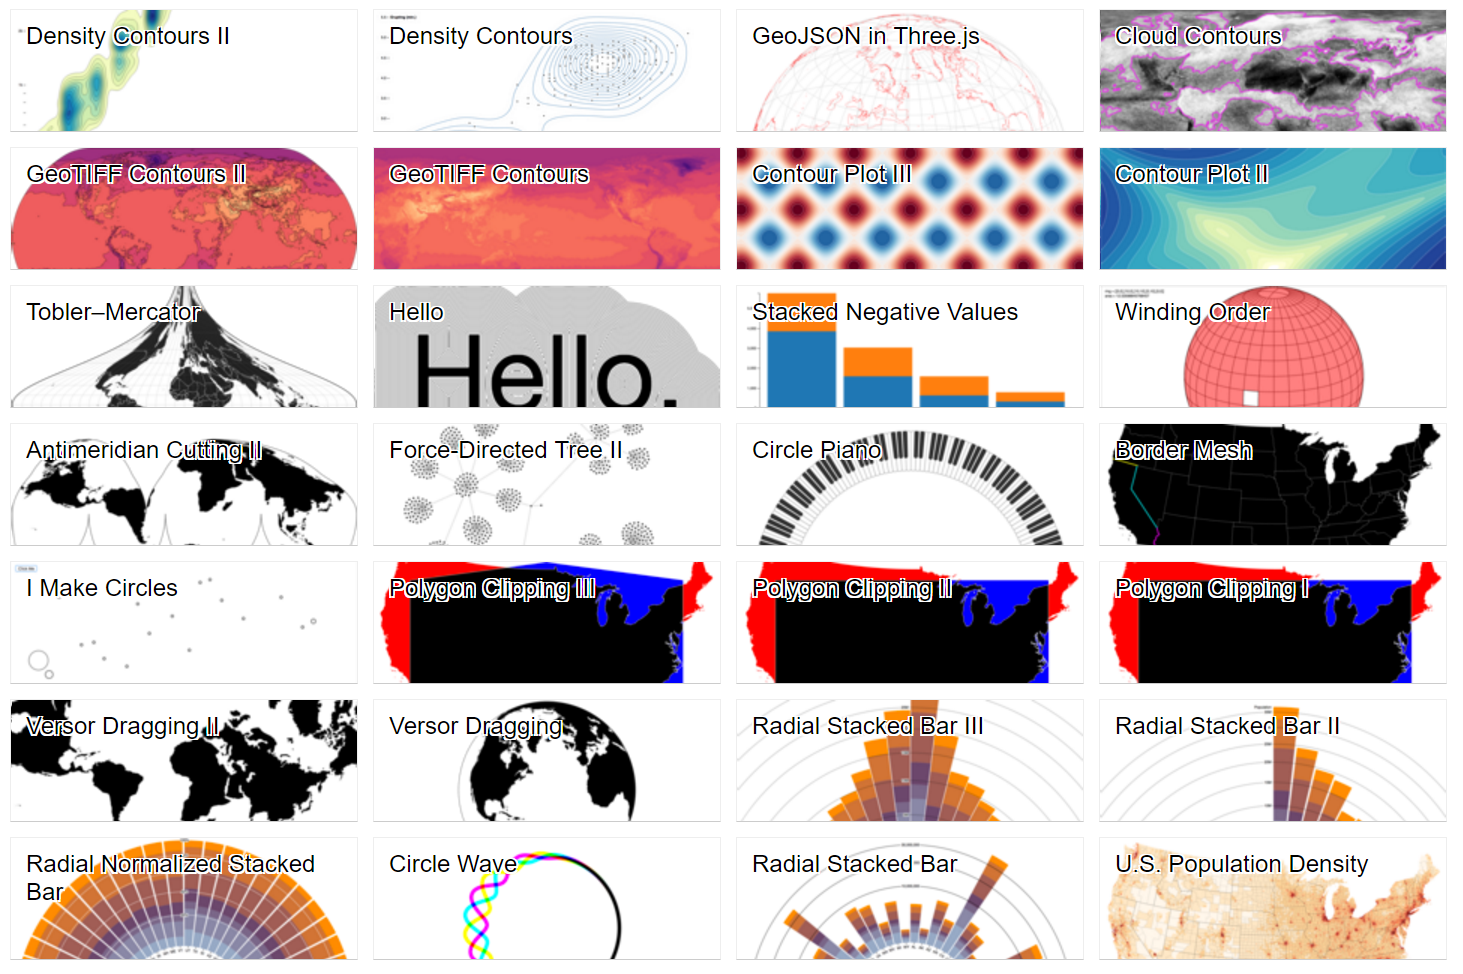 Density Contours II
Density Contours
GeoJSON in Three.js
Cloud Contours
GeoTIFF Contours II
GeoTIFF Contours
Contour Plot III
Contour Plot II
Tobler–Mercator
Hello
Hello.
Stacked Negative Values
Winding Order
Antimeridian Cutting II
Force-Directed Tree II
Circle Piano
Border Mesh
I Make Circles
Polygon Clipping III
Polygon Clipping II
Polygon Clipping I
Versor Dragging II
Versor Dragging
Radial Stacked Bar III
Radial Stacked Bar II
Radial Normalized Stacked
Bar
Circle Wave
Radial Stacked Bar
U.S. Population Density